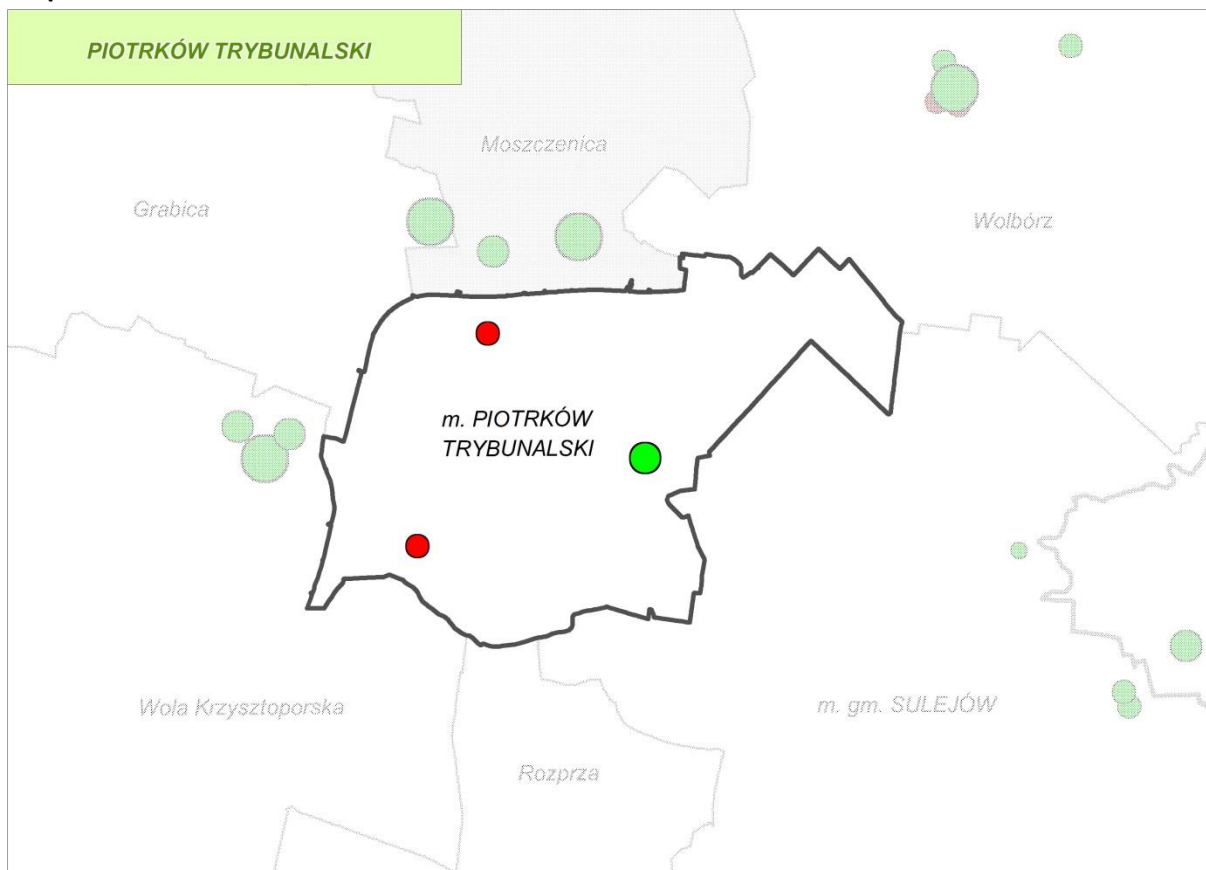 PIOTRKÓW TRYBUNALSKI
Moszczenica
Grabica
Wolbórz
m. PIOTRKÓW
TRYBUNALSKI
Wola Krzysztoporska
m. gm. SULEJÓW
Rozprza